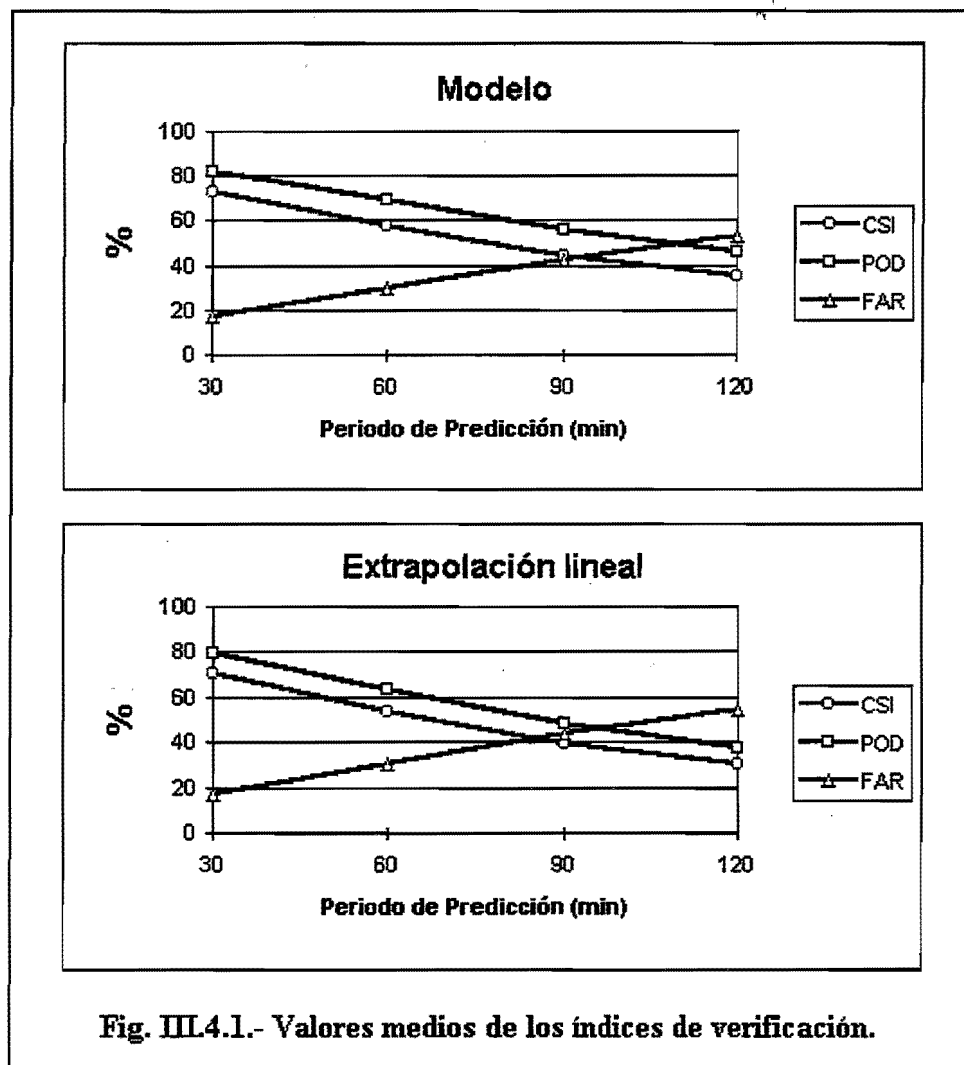 Modelo
100
80
60
40
20
0
%
30 60 90 120
Periodo de Predicción (min)
CSI
POD
FAR
Extrapolación lineal
100
80
60
40
20
0
%
30 60 90 120
Periodo de Predicción (min)
CSI
POD
FAR
Fig. III.4.1.- Valores medios de los índices de verificación.